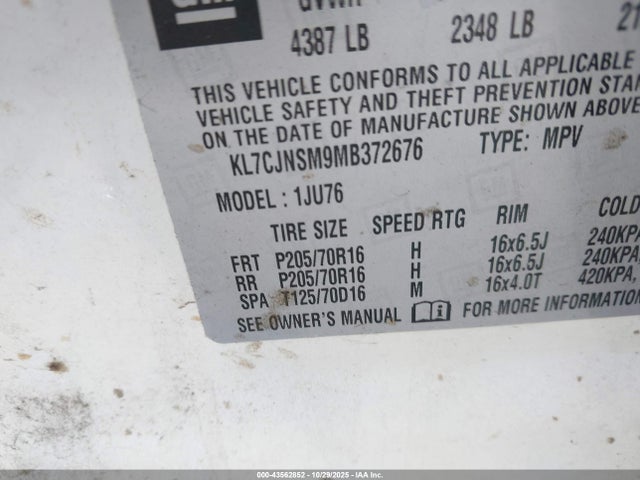 GM
GVWR
4387 LB 2348 LB
THIS VEHICLE CONFORMS TO ALL APPLICABLE
VEHICLE SAFETY AND THEFT PREVENTION STAN
ON THE DATE OF MANUFACTURE SHOWN ABOVE
KL7CJNSM9MB372676 TYPE: MPV
MODEL: 1JU76
TIRE SIZE SPEED RTG RIM COLD
FRT P205/70R16 H 16x6.5J 240KPA
RR P205/70R16 H 16x6.5J 240KPA,
SPA T125/70D16 M 16x4.0T 420KPA,
SEE OWNER'S MANUAL FOR MORE INFORMATION
000-43562852 10/29/2025 IAA Inc.